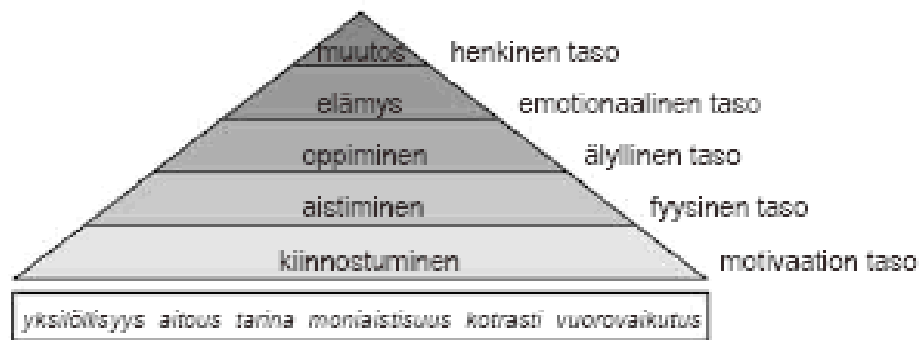 muutos henkinen taso
elämys emotionaalinen taso
oppiminen älyllinen taso
aistiminen fyysinen taso
kiinnostuminen motivaation taso
yksilöllisyys aitous tarina moniaistisuus kotrasti vuorovaikutus